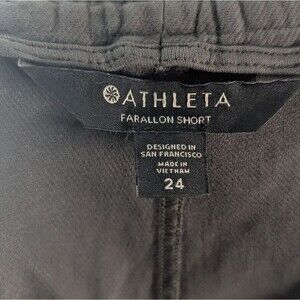 ATHLETA
FARALLON SHORT
DESIGNED IN
SAN FRANCISCO
MADE IN
VIETNAM
24